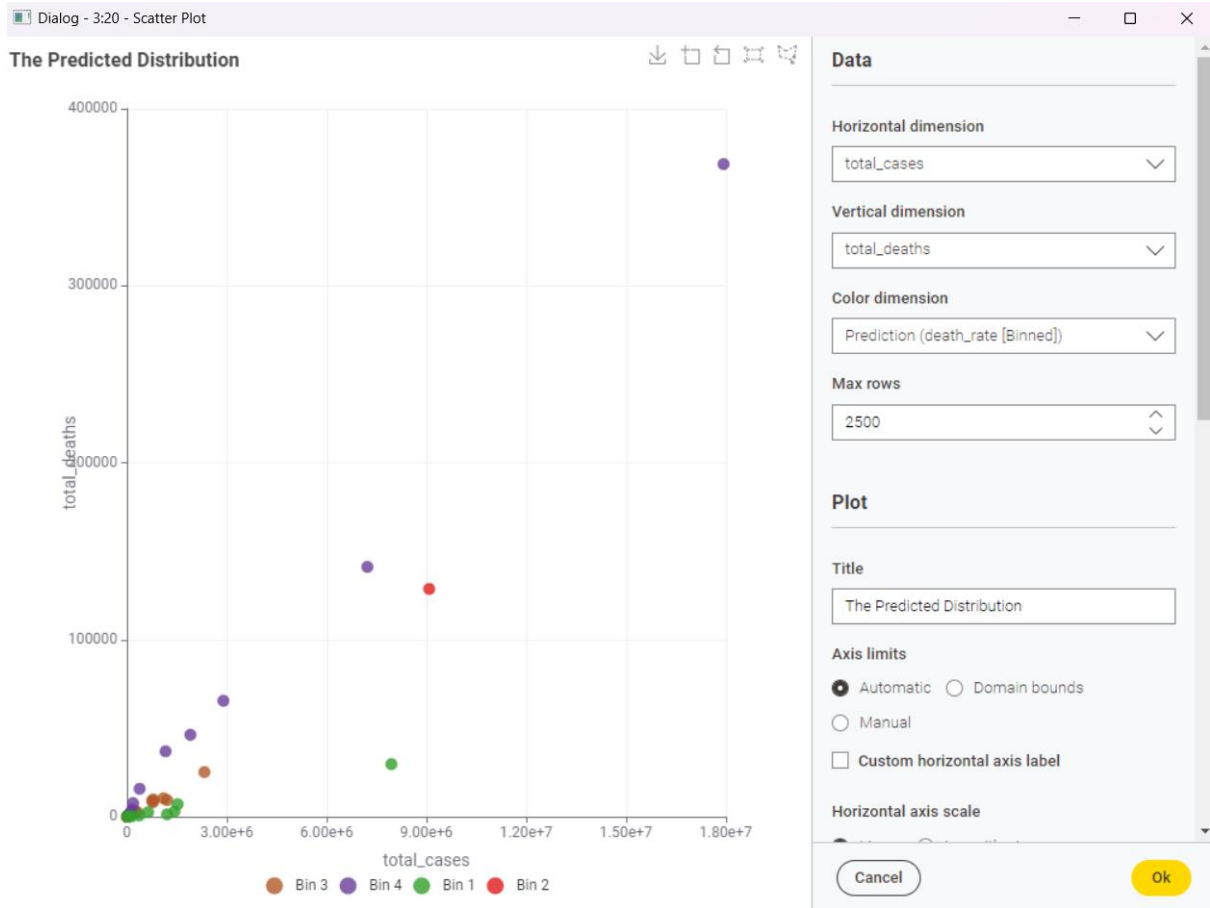 Dialog - 3:20 - Scatter Plot
The Predicted Distribution
400000
300000
200000
100000
0
total_deaths
0 3.00e+6 6.00e+6 9.00e+6 1.20e+7 1.50e+7 1.80e+7
total_cases
Bin 3 Bin 4 Bin 1 Bin 2
Data
Horizontal dimension
total_cases
Vertical dimension
total_deaths
Color dimension
Prediction (death_rate [Binned])
Max rows
2500
Plot
Title
The Predicted Distribution
Axis limits
Automatic Domain bounds
Manual
Custom horizontal axis label
Horizontal axis scale
Cancel Ok